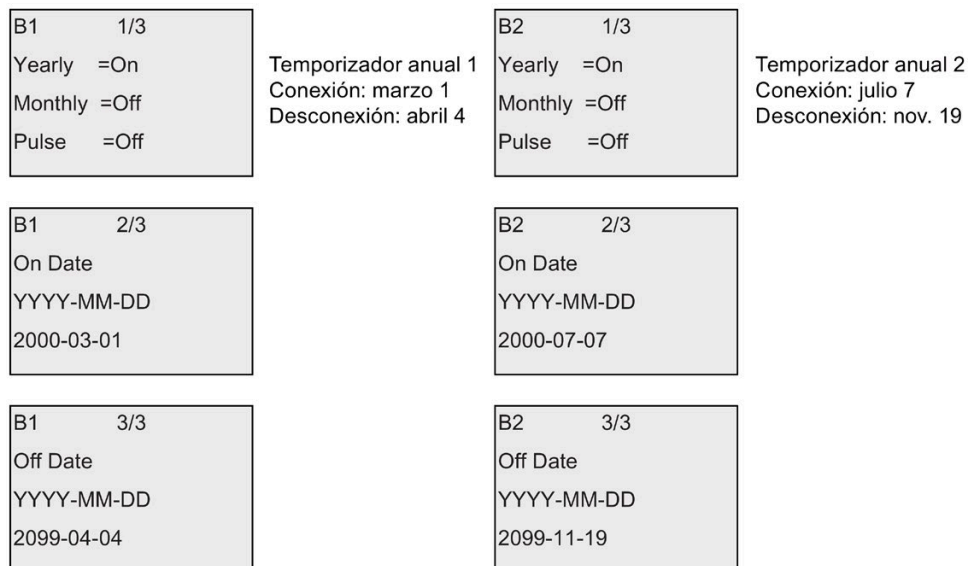 B1 1/3
Yearly =On
Monthly =Off
Pulse =Off
Temporizador anual 1
Conexión: marzo 1
Desconexión: abril 4
B2 1/3
Yearly =On
Monthly =Off
Pulse =Off
Temporizador anual 2
Conexión: julio 7
Desconexión: nov. 19
B1 2/3
On Date
YYYY-MM-DD
2000-03-01
B2 2/3
On Date
YYYY-MM-DD
2000-07-07
B1 3/3
Off Date
YYYY-MM-DD
2099-04-04
B2 3/3
Off Date
YYYY-MM-DD
2099-11-19